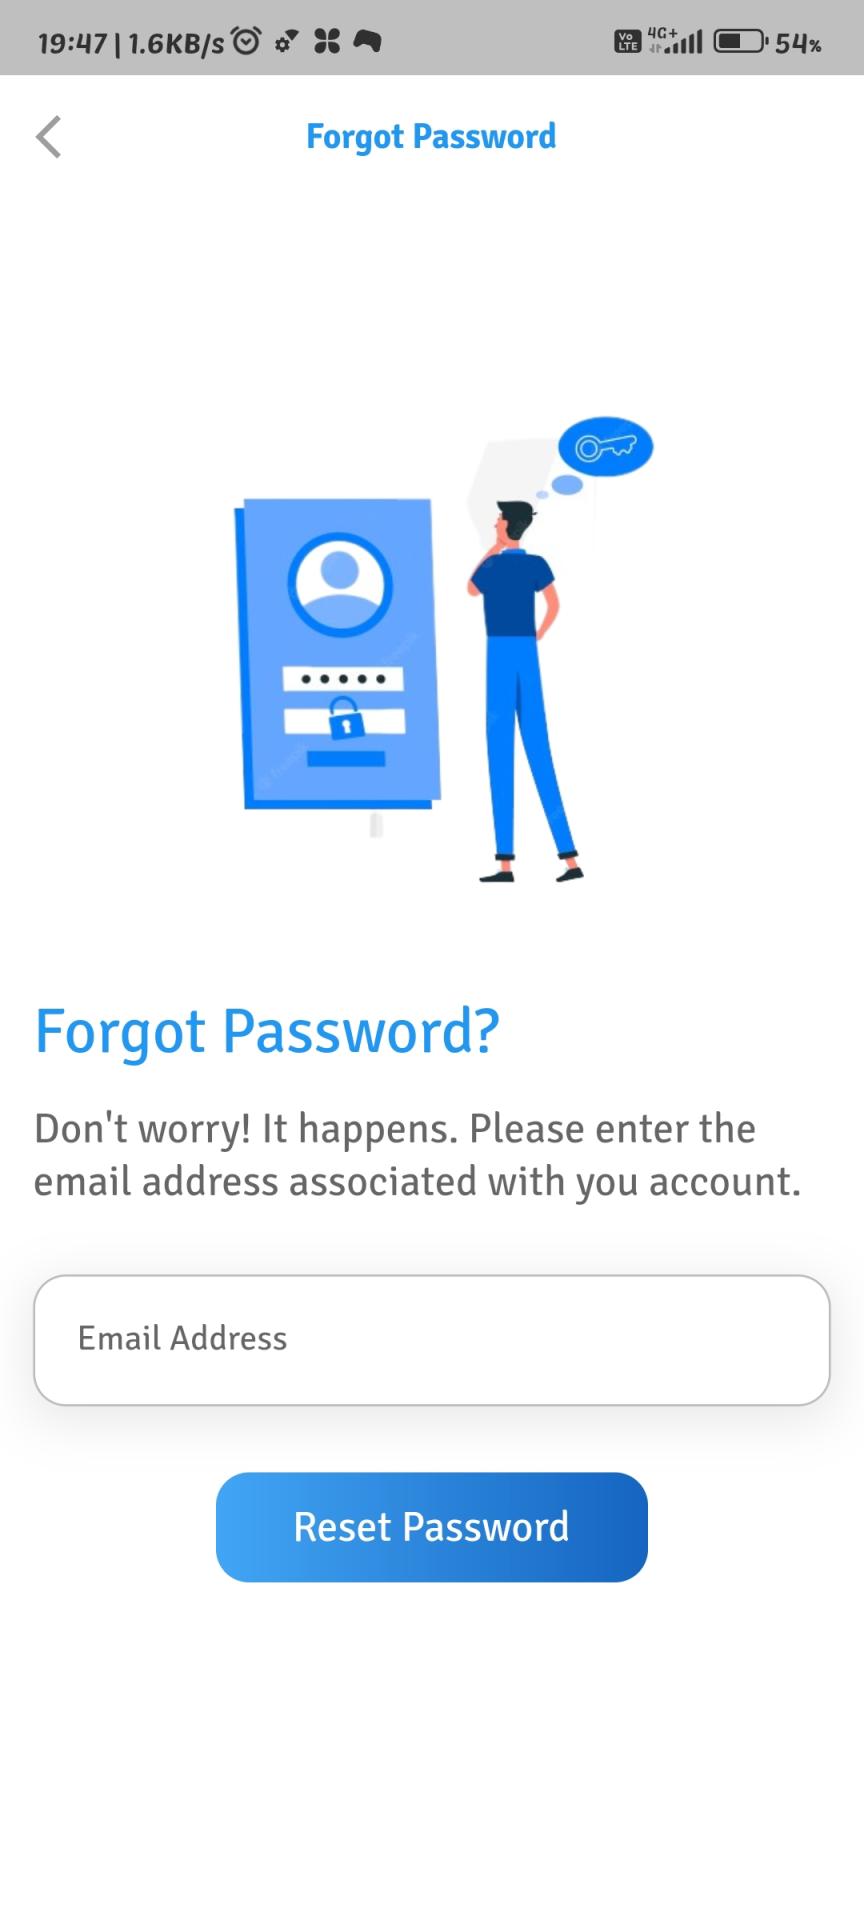 19:47 | 1.6KB/s Vo LTE 4G+ 54%
Forgot Password
Forgot Password?
Don't worry! It happens. Please enter the
email address associated with you account.
Email Address
Reset Password